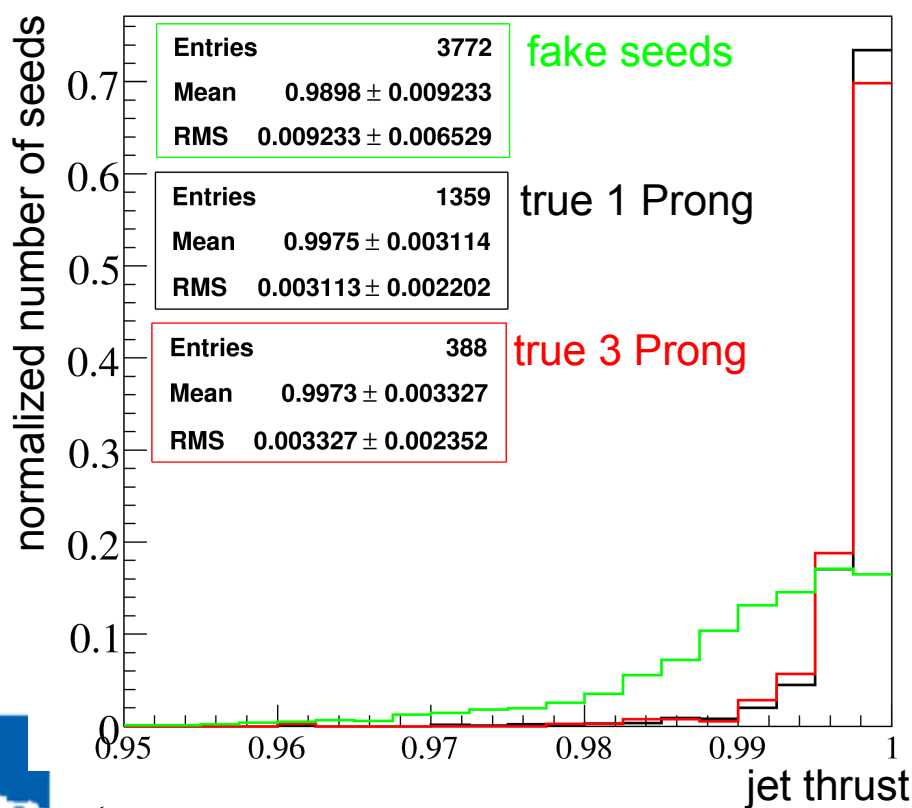 normalized number of seeds
0.7
0.6
0.5
0.4
0.3
0.2
0.1
0
Entries 3772
Mean 0.9898 ± 0.009233
RMS 0.009233 ± 0.006529
fake seeds
Entries 1359
Mean 0.9975 ± 0.003114
RMS 0.003113 ± 0.002202
true 1 Prong
Entries 388
Mean 0.9973 ± 0.003327
RMS 0.003327 ± 0.002352
true 3 Prong
0.95 0.96 0.97 0.98 0.99 1
jet thrust